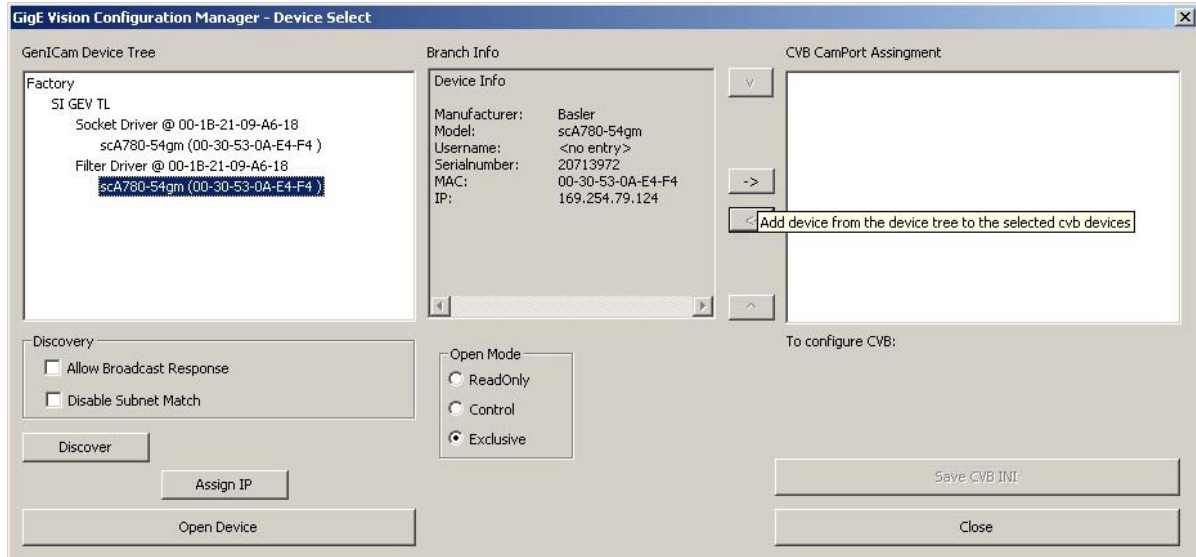 GigE Vision Configuration Manager - Device Select
GenICam Device Tree
Factory
SI GEV TL
Socket Driver @ 00-1B-21-09-A6-18
scA780-54gm (00-30-53-0A-E4-F4 )
Filter Driver @ 00-1B-21-09-A6-18
scA780-54gm (00-30-53-0A-E4-F4 )
Branch Info
Device Info
Manufacturer: Basler
Model: scA780-54gm
Username: <no entry>
Serialnumber: 20713972
MAC: 00-30-53-0A-E4-F4
IP: 169.254.79.124
v
->
<
Add device from the device tree to the selected cvb devices
^
CVB CamPort Assingment
Discovery
Allow Broadcast Response
Disable Subnet Match
Discover
Assign IP
Open Device
Open Mode
ReadOnly
Control
Exclusive
To configure CVB:
Save CVB INI
Close